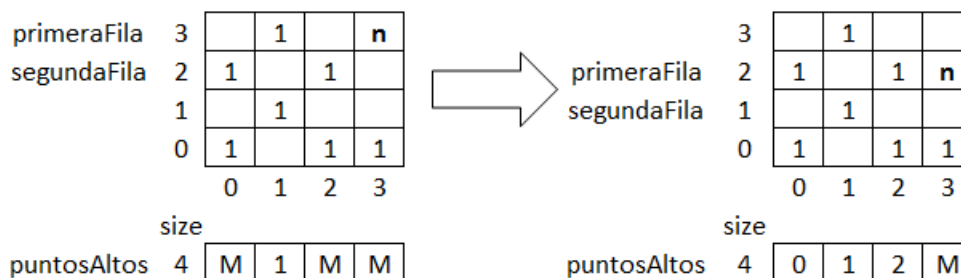 primeraFila 3 1 n 3 1
segundaFila 2 1 1 primeraFila 2 1 1 n
1 1 segundaFila 1 1
0 1 1 1 0 1 1 1
0 1 2 3 0 1 2 3
size size
puntosAltos 4 M 1 M M puntosAltos 4 0 1 2 M